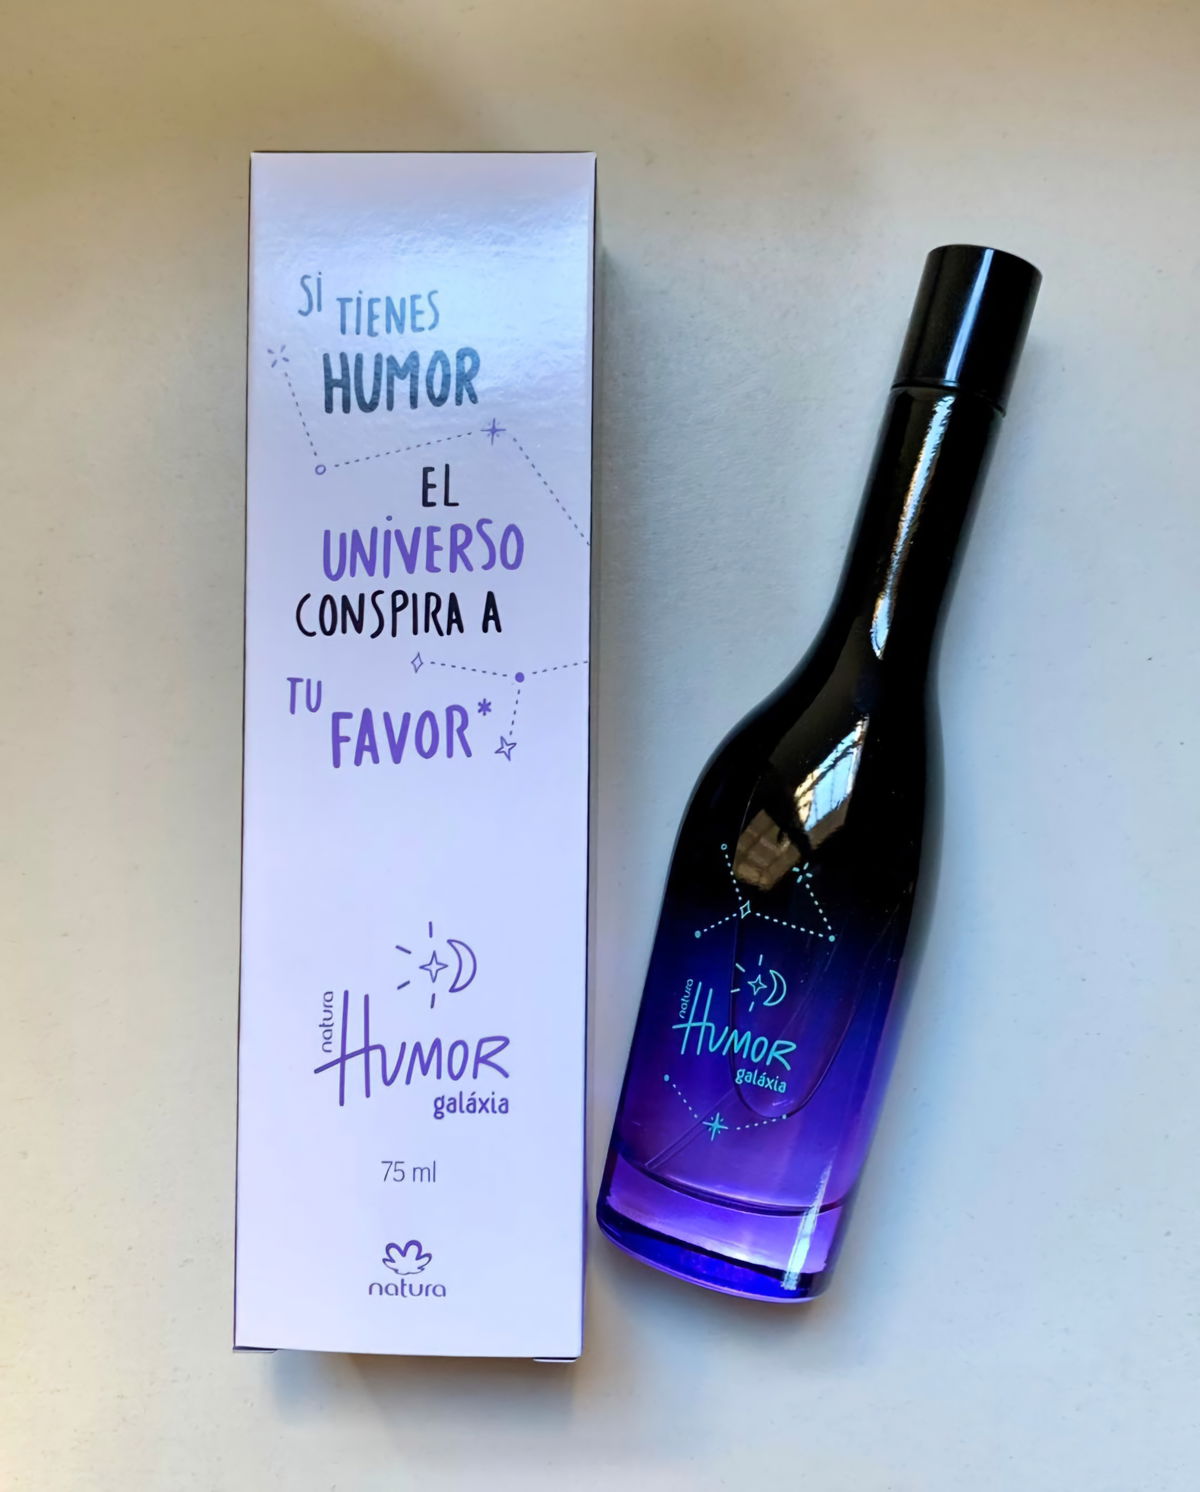 Si
TiENES
HUMOR
EL
UNiVERSO
CONSPIRA A
TU
FAVOR*
natura
HUMOR
galáxia
75 ml
natura
natura
HUMOR
galáxia